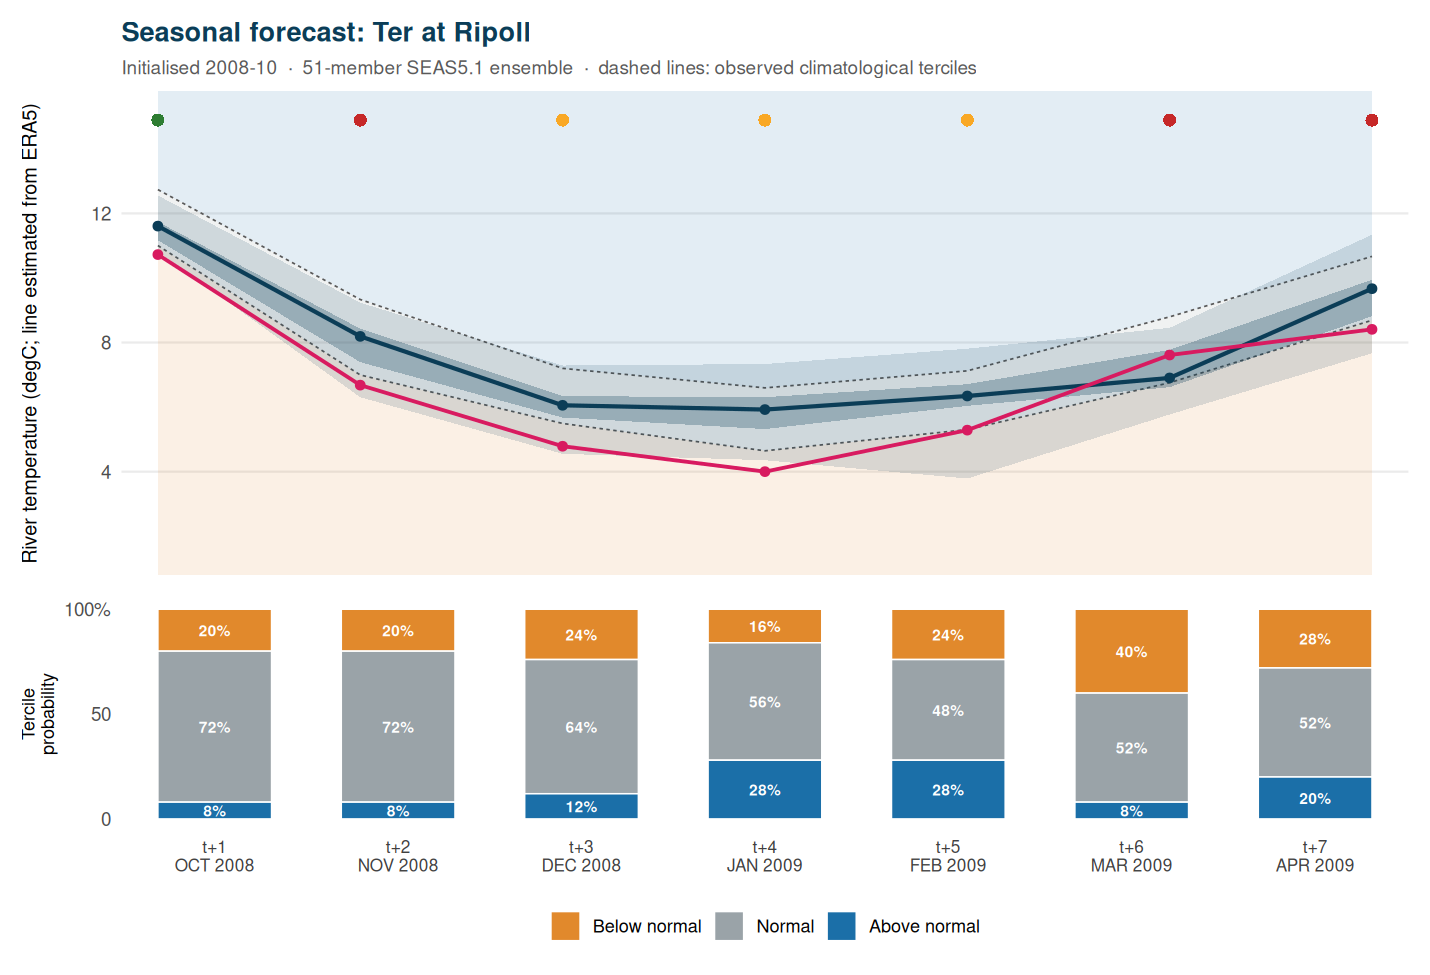 Seasonal forecast: Ter at Ripoll
Initialised 2008-10 · 51-member SEAS5.1 ensemble · dashed lines: observed climatological terciles
River temperature (degC; line estimated from ERA5)
12
8
4
Tercile
probability
100%
50
0
20% 20% 24% 16% 24% 40% 28%
72% 72% 64% 56% 48% 52% 52%
8% 8% 12% 28% 28% 8% 20%
t+1 t+2 t+3 t+4 t+5 t+6 t+7
OCT 2008 NOV 2008 DEC 2008 JAN 2009 FEB 2009 MAR 2009 APR 2009
Below normal Normal Above normal